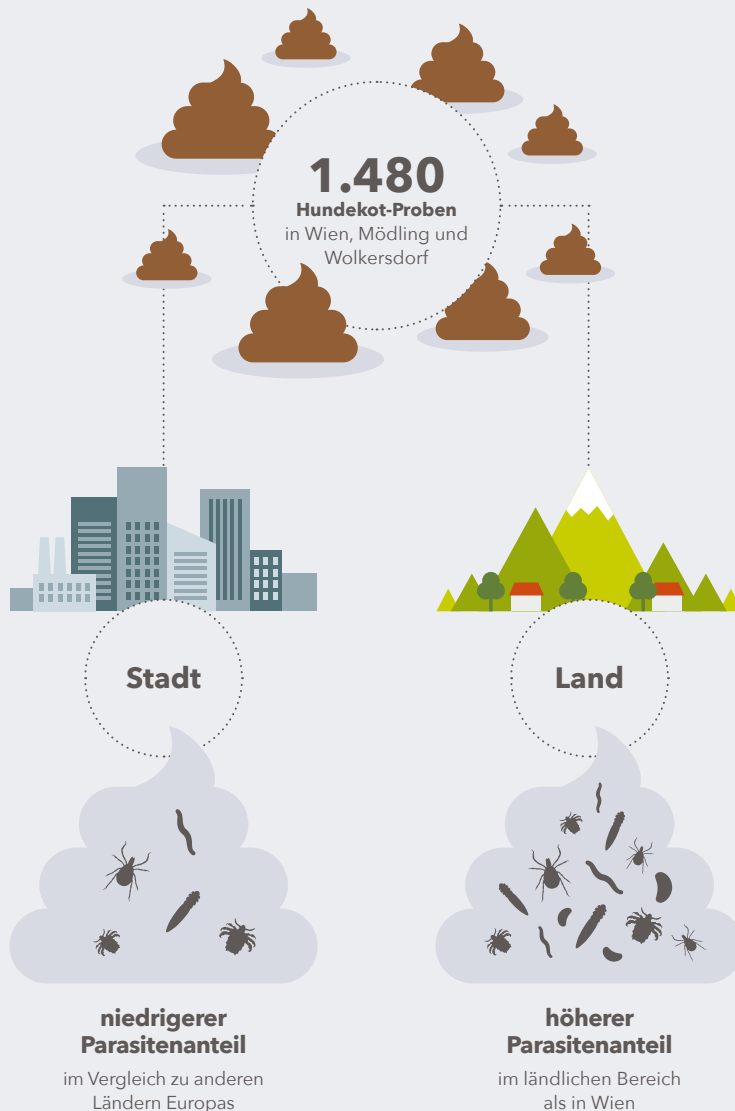 1.480
Hundekot-Proben
in Wien, Mödling und
Wolkersdorf
Stadt
Land
niedrigerer
Parasitenanteil
im Vergleich zu anderen
Ländern Europas
höherer
Parasitenanteil
im ländlichen Bereich
als in Wien